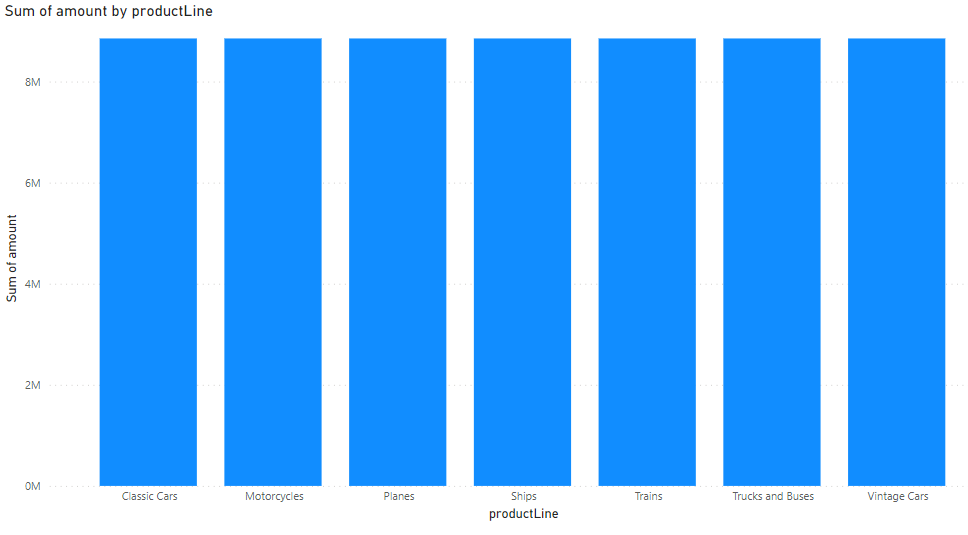 Sum of amount by productLine
Sum of amount
8M
6M
4M
2M
0M
Classic Cars
Motorcycles
Planes
Ships
Trains
Trucks and Buses
Vintage Cars
productLine